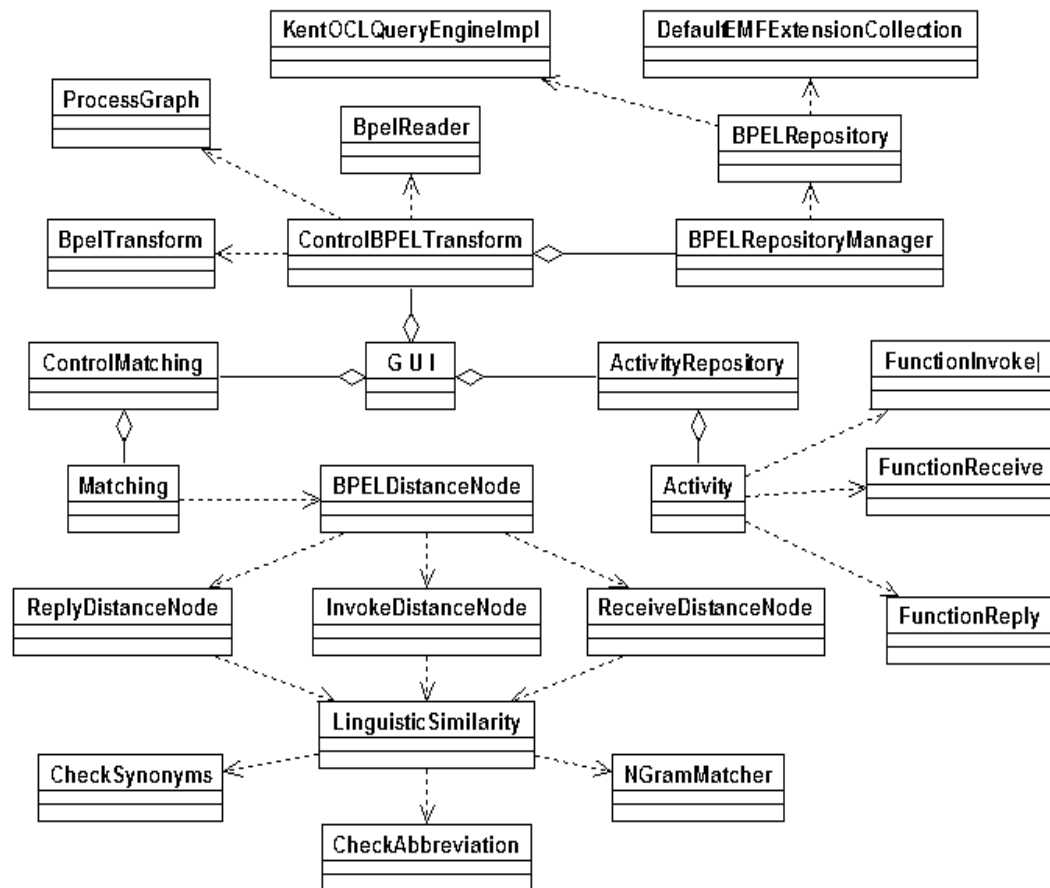 KentOCLQueryEngineImpl
DefaultEMFExtensionCollection
ProcessGraph
BpelReader
BPELRepository
BpelTransform
ControlBPELTransform
BPELRepositoryManager
ControlMatching
G U I
ActivityRepository
FunctionInvoke|
Matching
BPELDistanceNode
Activity
FunctionReceive
ReplyDistanceNode
InvokeDistanceNode
ReceiveDistanceNode
FunctionReply
LinguisticSimilarity
CheckSynonyms
NGramMatcher
CheckAbbreviation